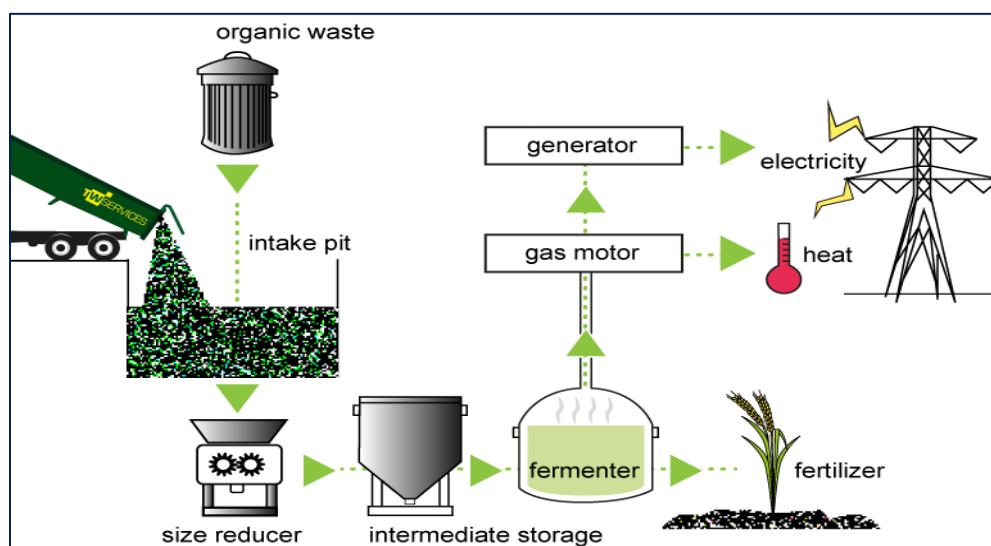 organic waste
TW SERVICES
intake pit
generator
electricity
gas motor
heat
fermenter
fertilizer
size reducer
intermediate storage